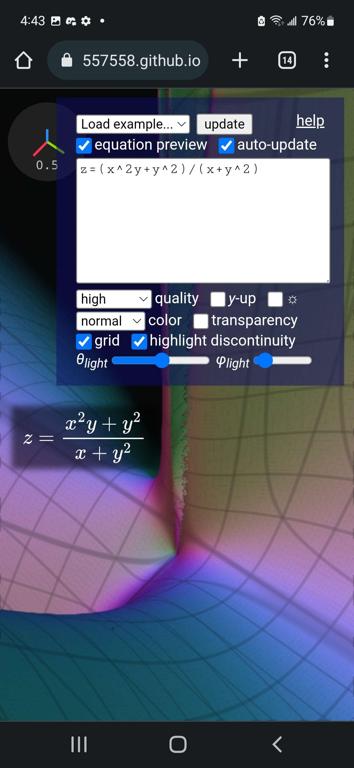 4:43 76%
557558.github.io 14
Load example... update help
equation preview auto-update
z=(x^2y+y^2)/(x+y^2)
high quality y-up ☼
normal color transparency
grid highlight discontinuity
θlight φlight
z = (x²y + y²)/(x + y²)
0.5